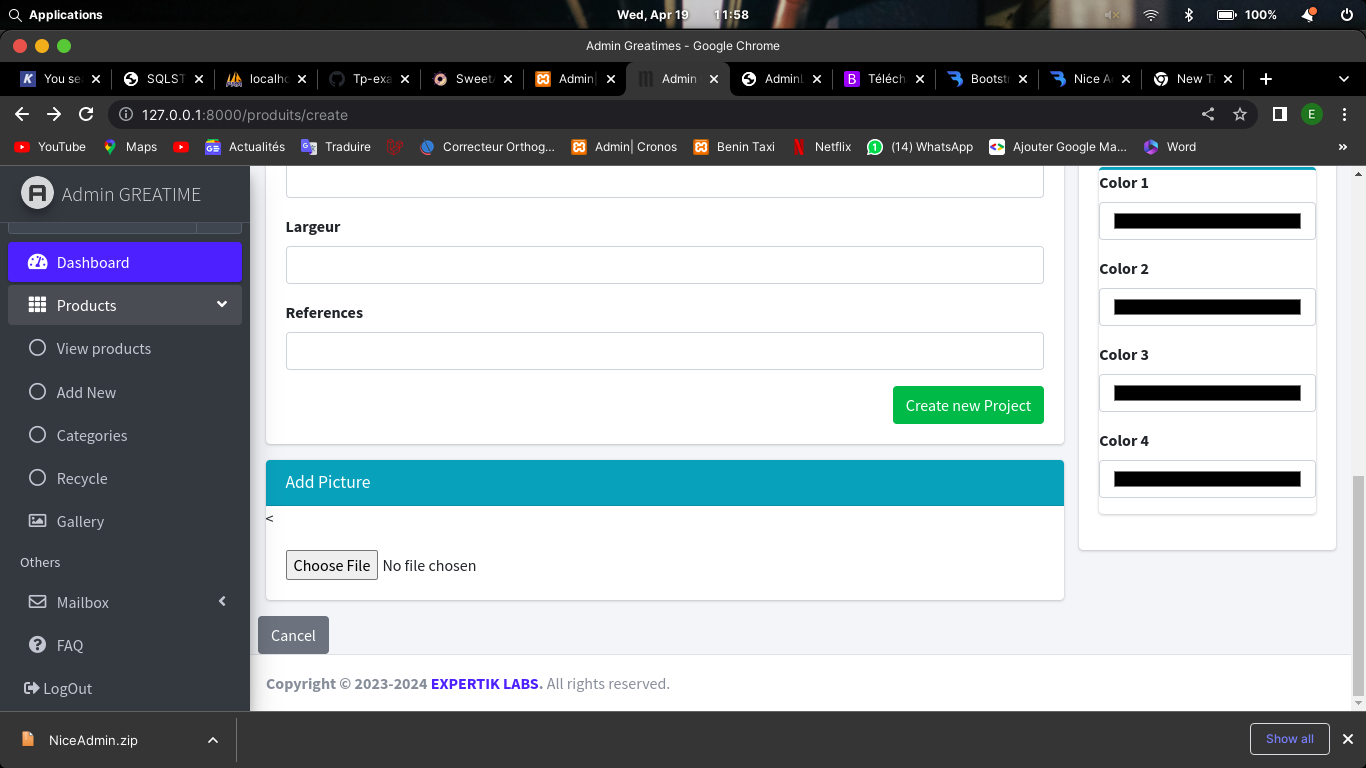 Applications
Wed, Apr 19 11:58
100%
Admin Greatimes - Google Chrome
K You se
SQLST
localho
Tp-exa
Sweet
Admin|
Admin
Admin
B Téléch
Bootst
Nice A
New T
127.0.0.1:8000/produits/create
E
YouTube
Maps
Actualités
Traduire
Correcteur Orthog...
Admin| Cronos
Benin Taxi
Netflix
(14) WhatsApp
Ajouter Google Ma...
Word
»
Admin GREATIME
Dashboard
Products
View products
Add New
Categories
Recycle
Gallery
Others
Mailbox
FAQ
LogOut
Largeur
References
Create new Project
Add Picture
<
Choose File No file chosen
Cancel
Color 1
Color 2
Color 3
Color 4
Copyright © 2023-2024 EXPERTIK LABS. All rights reserved.
NiceAdmin.zip
Show all